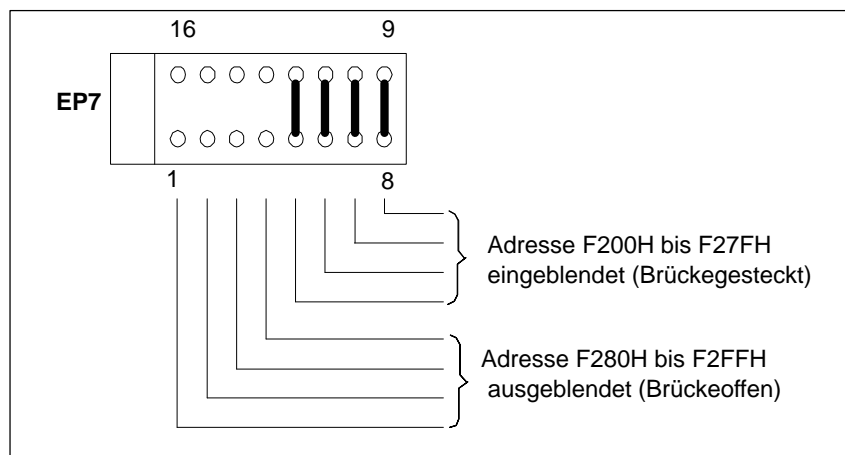 16 9
EP7
1 8
Adresse F200H bis F27FH
eingeblendet (Brückegesteckt)
Adresse F280H bis F2FFH
ausgeblendet (Brückeoffen)